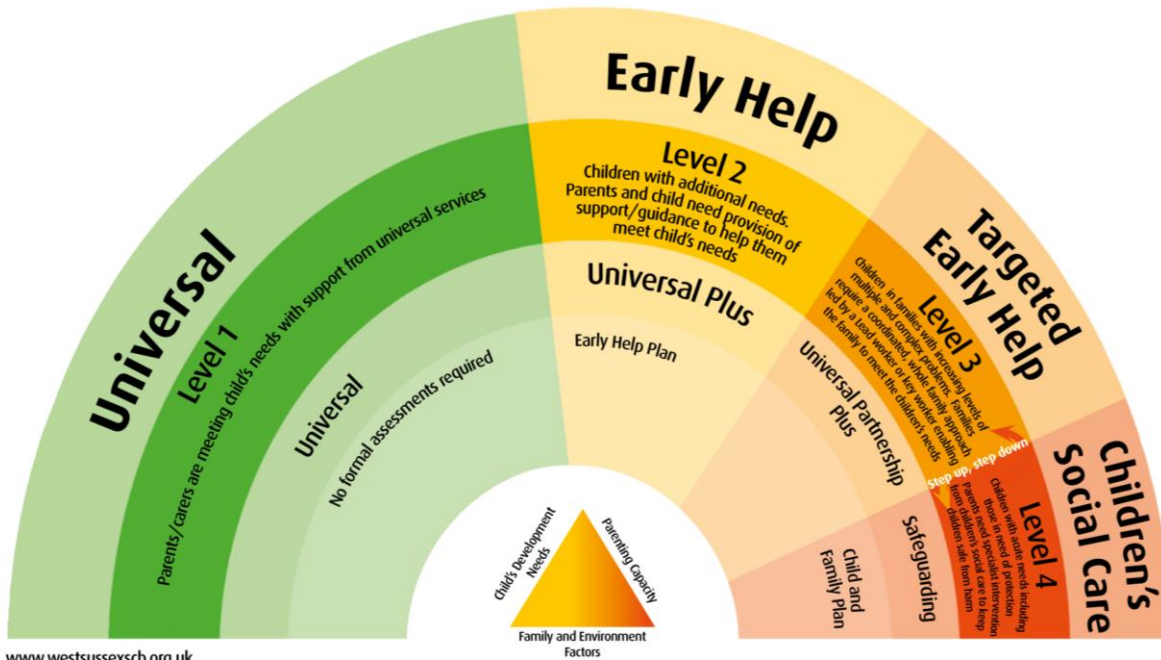 Universal
Level 1
Parents/carers are meeting child's needs with support from universal services
Universal
No formal assessments required
Early Help
Level 2
Children with additional needs.
Parents and child need provision of
support/guidance to help them
meet child's needs
Universal Plus
Early Help Plan
Targeted
Early Help
Level 3
Children in families with increasing levels of
multiple and complex problems. Families
require a coordinated, whole family approach
led by a Lead worker or key worker enabling
the family to meet the children's needs
Universal Partnership
Plus
Step up, step down
Children's
Social Care
Level 4
Children with acute needs including
those in need of protection
Parents need specialist intervention
from children's social care to keep
children safe from harm
Safeguarding
Child and
Family Plan
Child's Development
Needs
Parenting Capacity
Family and Environment
Factors
www.westsussexscb.org.uk